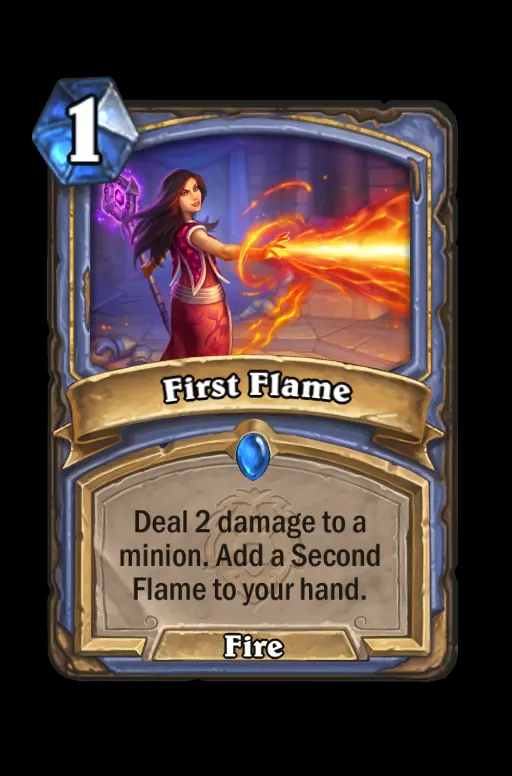 1
First Flame
Deal 2 damage to a
minion. Add a Second
Flame to your hand.
Fire